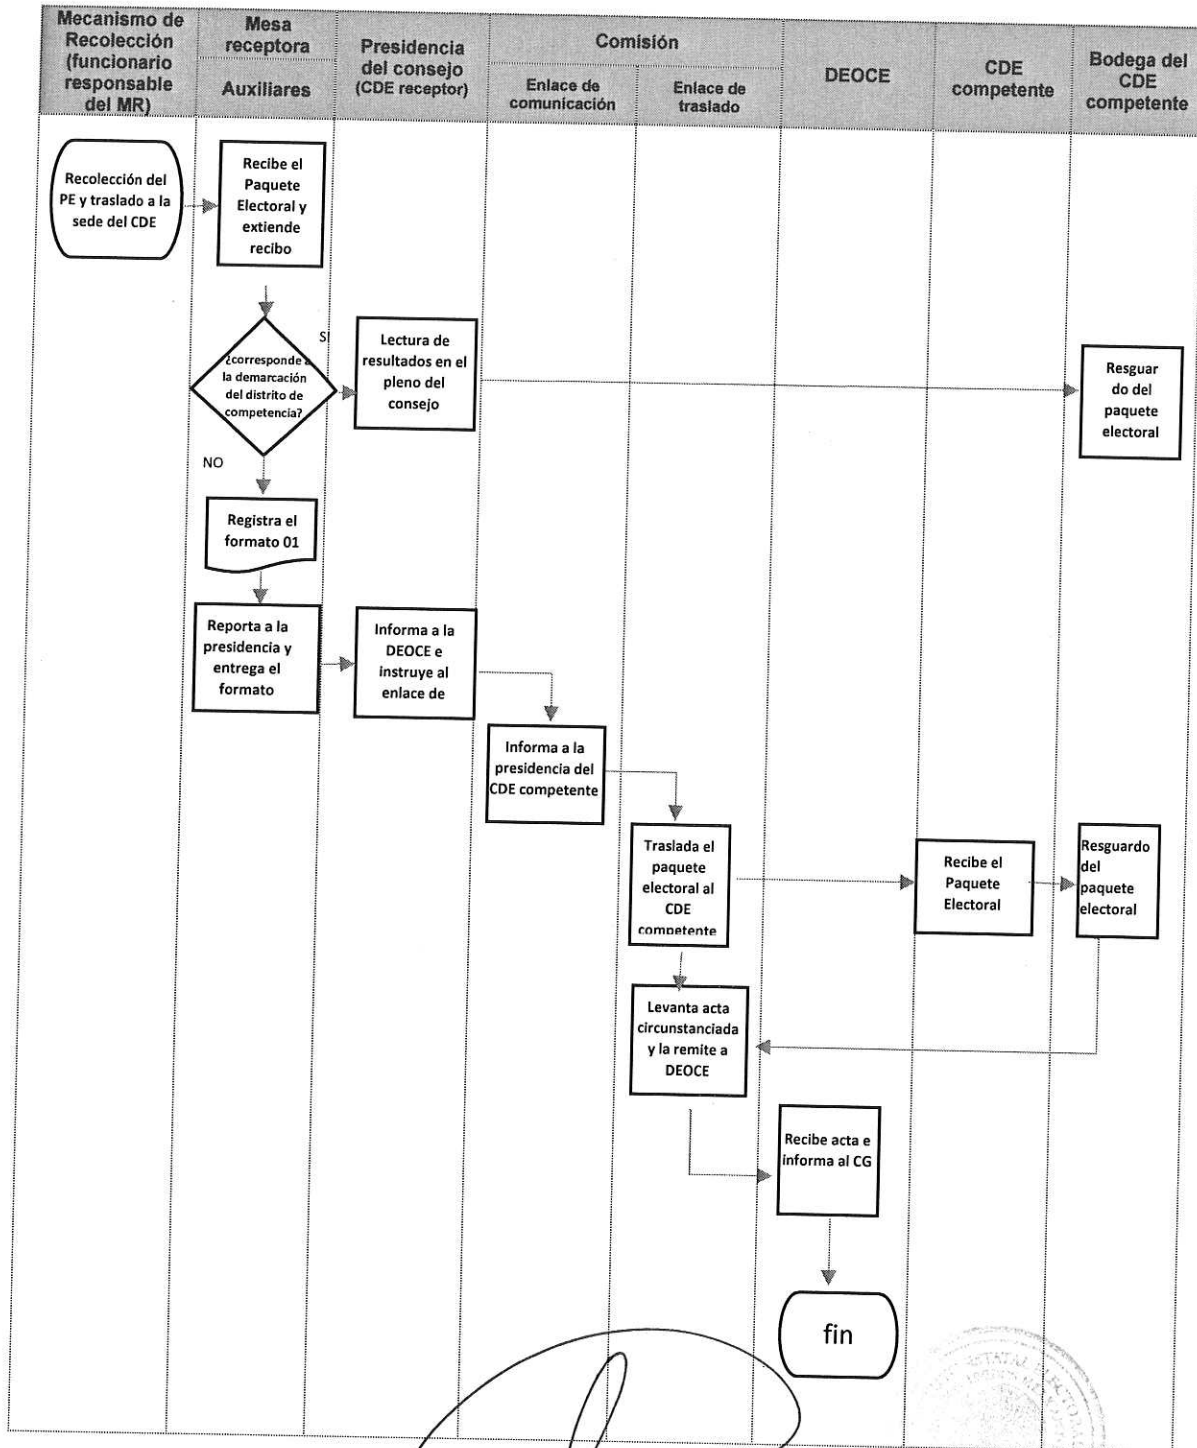 Mecanismo de
Recolección
(funcionario
responsable
del MR)
Mesa
receptora
Auxiliares
Presidencia
del consejo
(CDE receptor)
Comisión
Enlace de
comunicación
Enlace de
traslado
DEOCE
CDE
competente
Bodega del
CDE
competente
Recolección del
PE y traslado a la
sede del CDE
Recibe el
Paquete
Electoral y
extiende
recibo
¿corresponde a
la demarcación
del distrito de
competencia?
SI
Lectura de
resultados en el
pleno del
consejo
Resguar
do del
paquete
electoral
NO
Registra el
formato 01
Reporta a la
presidencia y
entrega el
formato
Informa a la
DEOCE e
instruye al
enlace de
Informa a la
presidencia del
CDE competente
Traslada el
paquete
electoral al
CDE
competente
Recibe el
Paquete
Electoral
Resguardo
del
paquete
electoral
Levanta acta
circunstanciada
y la remite a
DEOCE
Recibe acta e
informa al CG
fin